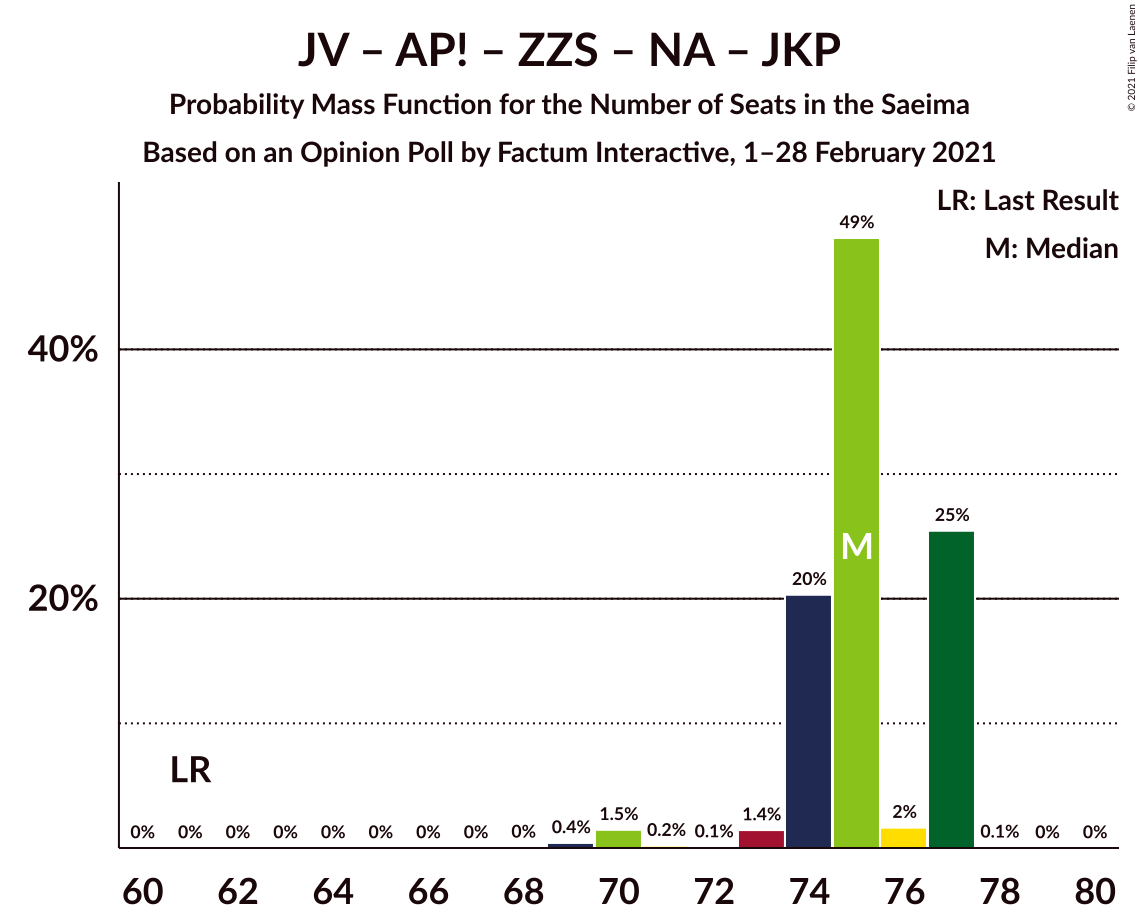 JV – AP! – ZZS – NA – JKP
Probability Mass Function for the Number of Seats in the Saeima
Based on an Opinion Poll by Factum Interactive, 1–28 February 2021
© 2021 Filip van Laenen
LR: Last Result
M: Median
40%
20%
LR
M
0% 0% 0% 0% 0% 0% 0% 0% 0% 0.4% 1.5% 0.2% 0.1% 1.4% 20% 49% 2% 25% 0.1% 0% 0%
60 62 64 66 68 70 72 74 76 78 80